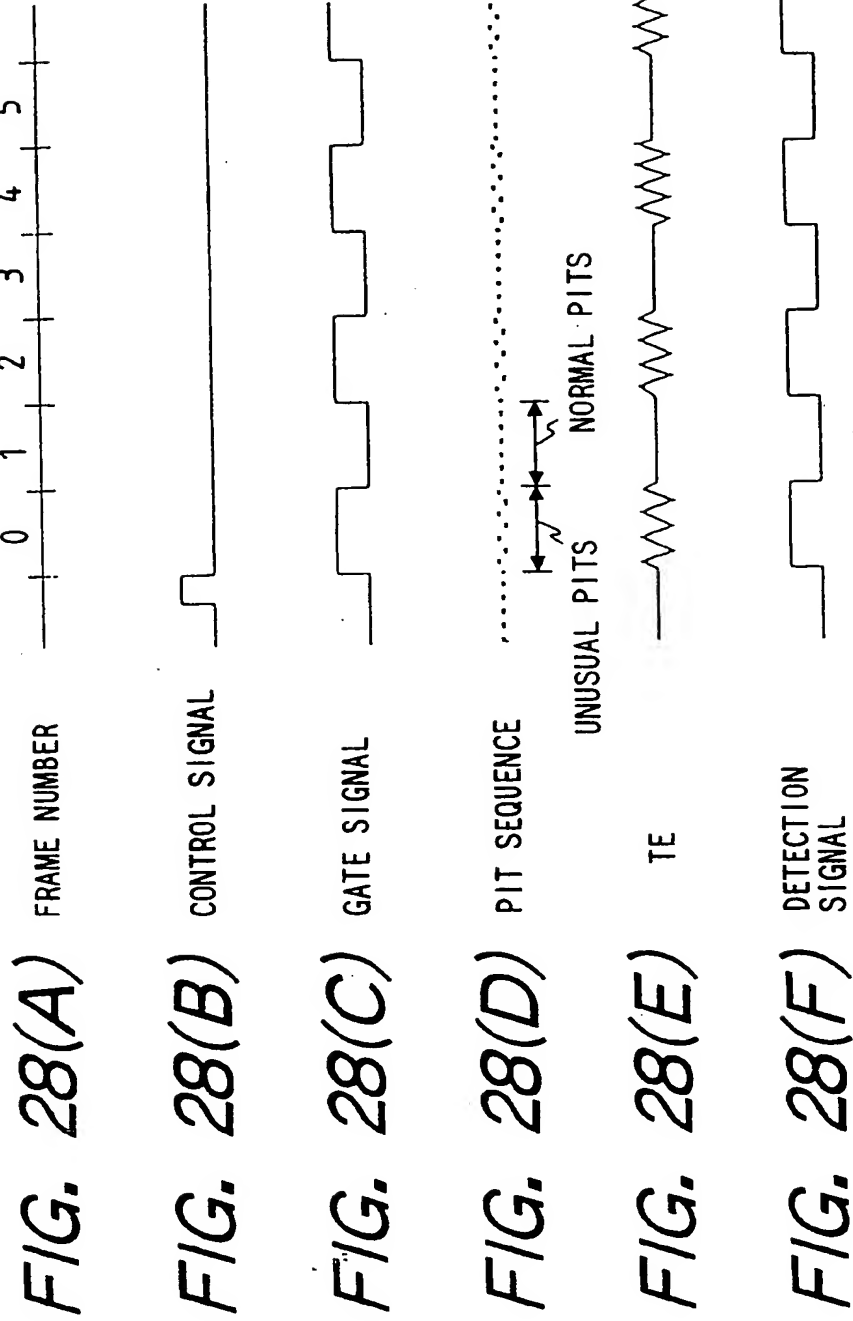 FIG. 28(A) FRAME NUMBER 0 1 2 3 4 5
FIG. 28(B) CONTROL SIGNAL
FIG. 28(C) GATE SIGNAL
FIG. 28(D) PIT SEQUENCE
UNUSUAL PITS NORMAL PITS
FIG. 28(E) TE
FIG. 28(F) DETECTION
SIGNAL